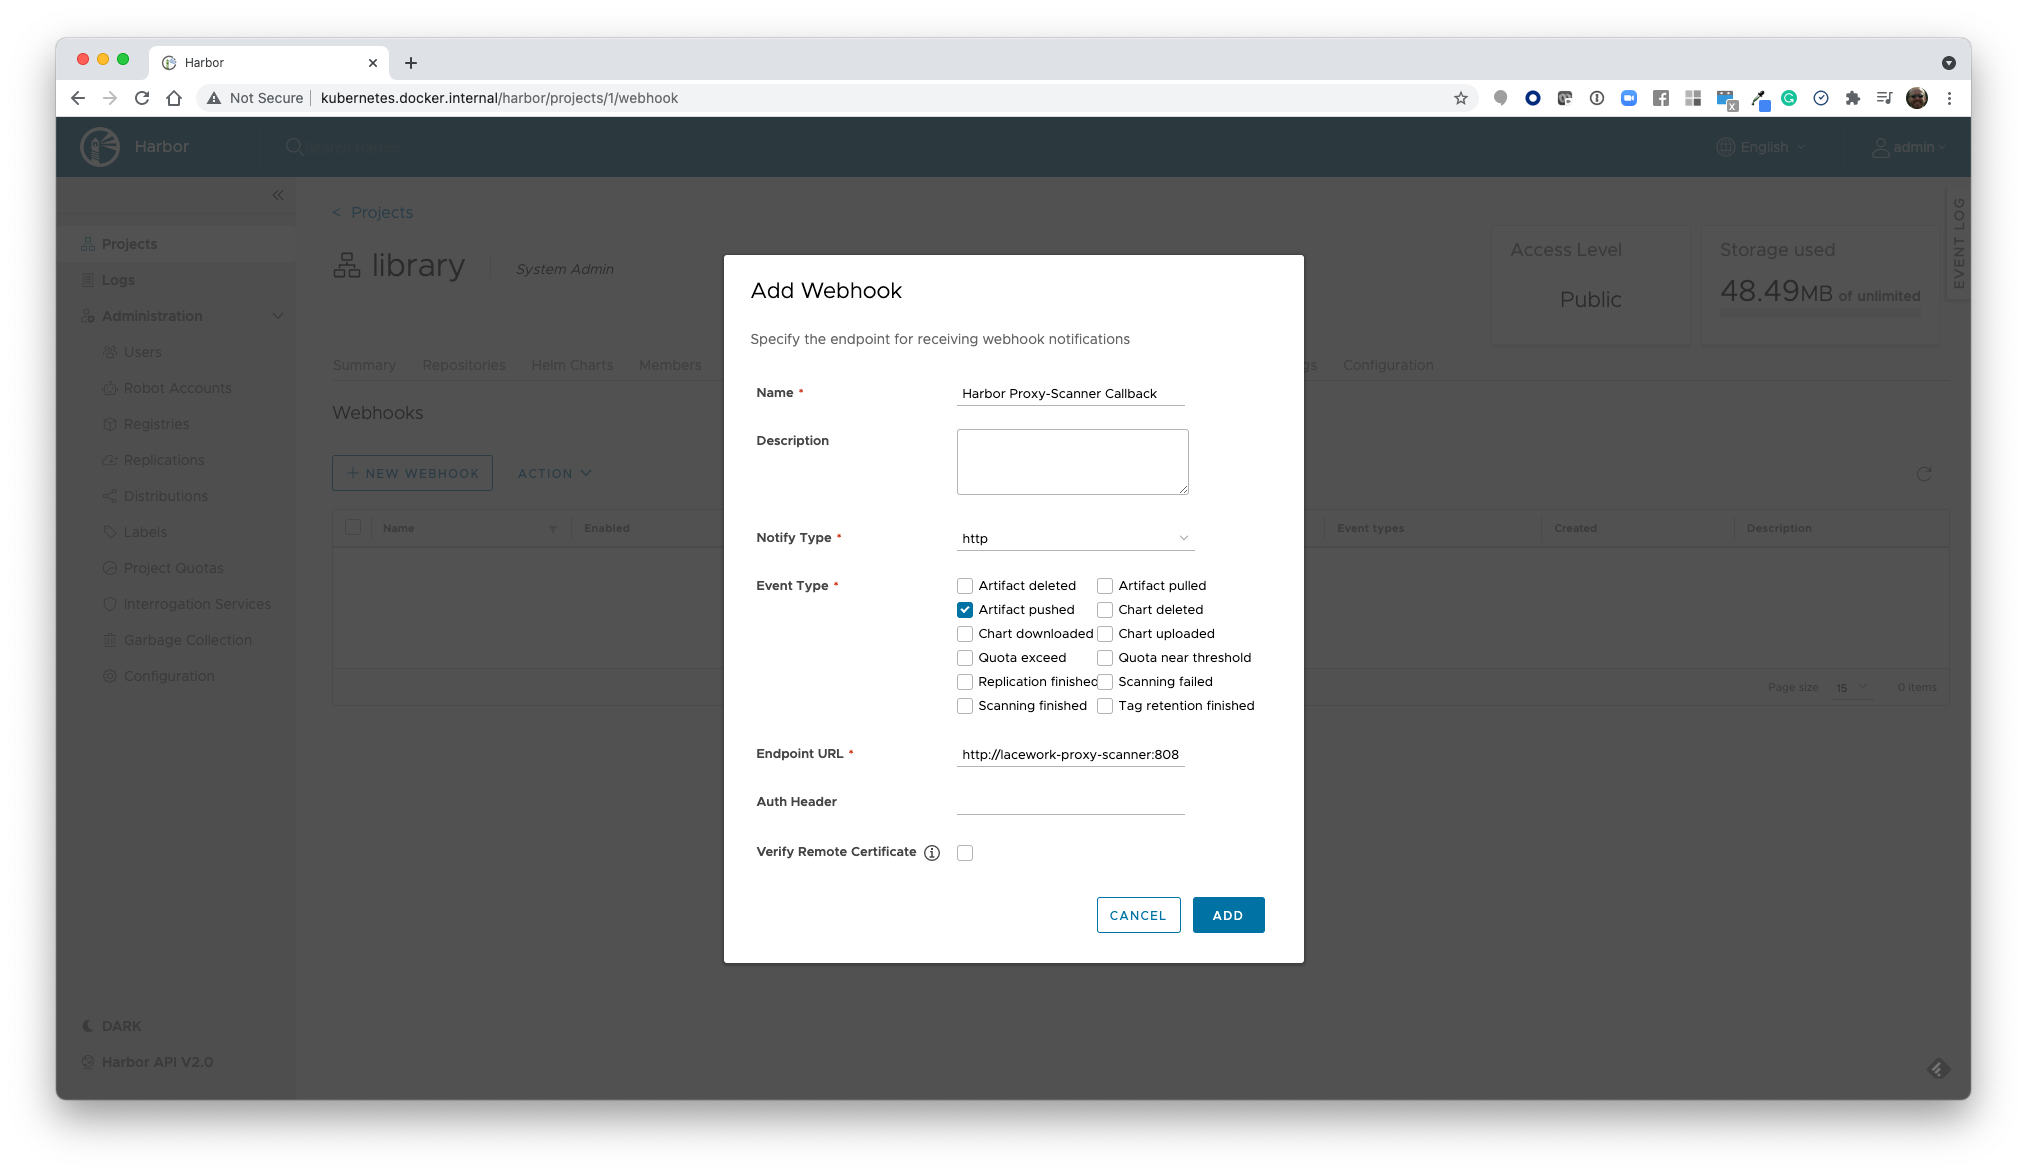 Harbor
Not Secure
kubernetes.docker.internal/harbor/projects/1/webhook
Harbor
English
admin
< Projects
Projects
Logs
Administration
Users
Robot Accounts
Registries
Replications
Distributions
Labels
Project Quotas
Interrogation Services
Garbage Collection
Configuration
DARK
Harbor API V2.0
library
System Admin
Access Level
Public
Storage used
48.49MB of unlimited
EVENT LOG
Summary Repositories Helm Charts Members gs Configuration
Webhooks
+ NEW WEBHOOK ACTION
Name Enabled Event types Created Description
Page size 15 0 items
Add Webhook
Specify the endpoint for receiving webhook notifications
Name * Harbor Proxy-Scanner Callback
Description
Notify Type * http
Event Type * Artifact deleted Artifact pulled
Artifact pushed Chart deleted
Chart downloaded Chart uploaded
Quota exceed Quota near threshold
Replication finished Scanning failed
Scanning finished Tag retention finished
Endpoint URL * http://lacework-proxy-scanner:808
Auth Header
Verify Remote Certificate
CANCEL ADD